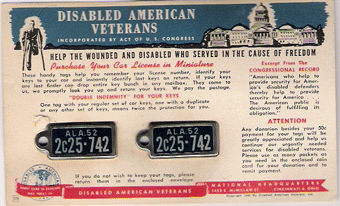 DISABLED AMERICAN
VETERANS
INCORPORATED BY ACT OF U. S. CONGRESS
HELP THE WOUNDED AND DISABLED WHO SERVED IN THE CAUSE OF FREEDOM
Purchase Your Car License in Miniature
These handy tags help you remember your license number, identify your
keys to your car and instantly identify lost keys on return. If your keys
are lost finder can drop entire key ring in any mailbox. They come to
us, we promptly look you up and return your keys. We pay the postage.
"DOUBLE INDEMNITY" FOR YOUR KEYS
One tag with your regular set of car keys, one with a duplicate
or any other set of keys, means twice the protection for you.
ALA.52
2C25-742
ALA.52
2C25-742
If you do not wish to keep your tags, please
return them in the enclosed envelope.
DISABLED AMERICAN VETERANS
Excerpt From The
CONGRESSIONAL RECORD
"Americans who help to
provide security for Amer-
ica's disabled defenders
thereby help to provide
security for America . . .
The American public is
desirous of fulfilling its
obligation."
ATTENTION
Any donation besides your 50c
payment for your tags will be
greatly appreciated and help to
continue our urgently needed
services for disabled veterans.
Please use as many pockets as
you need in the enclosed coin
card for your donation and to
remit payment for your tags.
NATIONAL HEADQUARTERS
CINCINNATI, OHIO